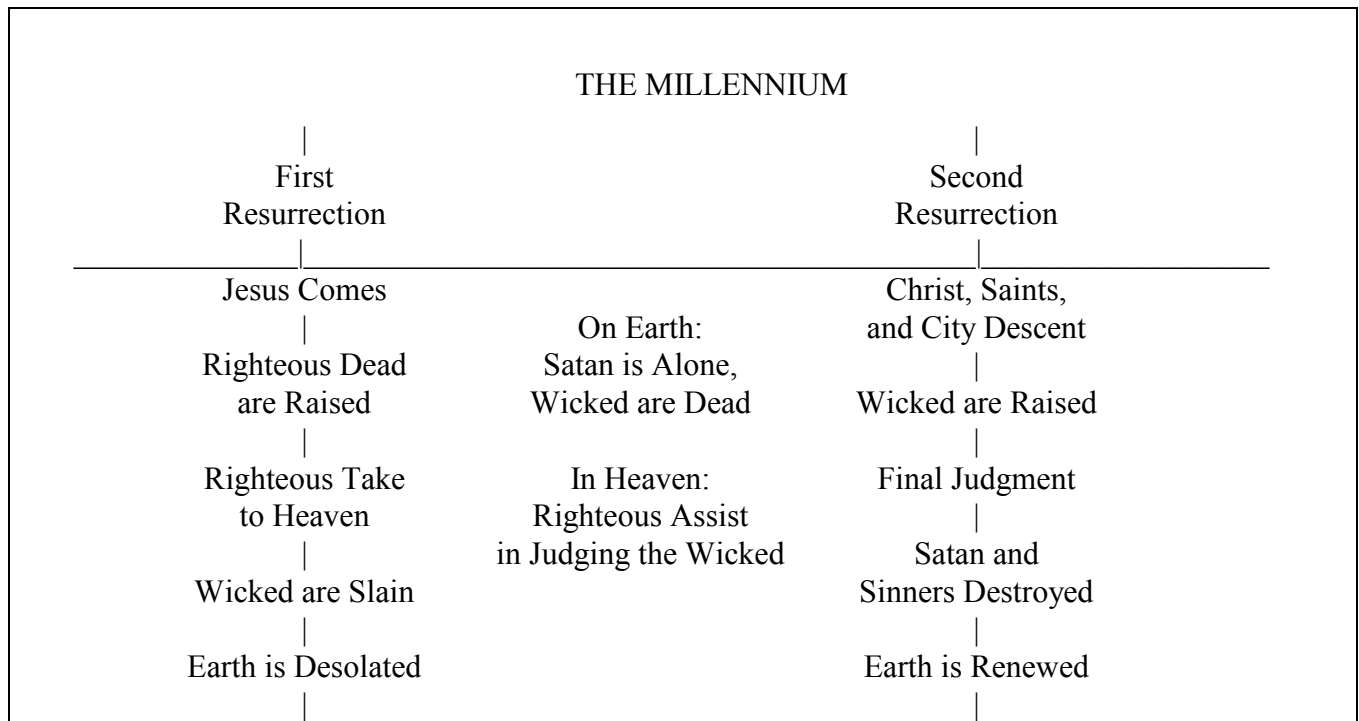 THE MILLENNIUM
First
Resurrection
Second
Resurrection
Jesus Comes
Righteous Dead
are Raised
Righteous Take
to Heaven
Wicked are Slain
Earth is Desolated
On Earth:
Satan is Alone,
Wicked are Dead
In Heaven:
Righteous Assist
in Judging the Wicked
Christ, Saints,
and City Descent
Wicked are Raised
Final Judgment
Satan and
Sinners Destroyed
Earth is Renewed